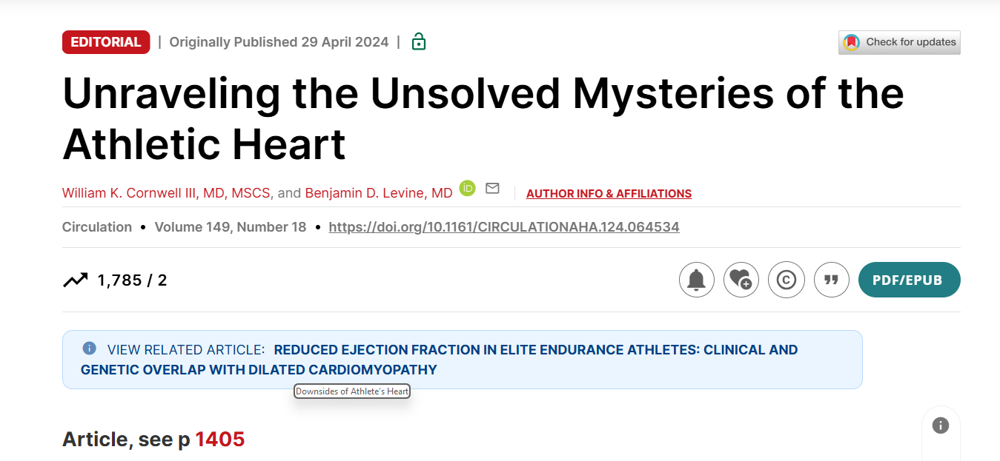 EDITORIAL | Originally Published 29 April 2024 |
Check for updates
Unraveling the Unsolved Mysteries of the
Athletic Heart
William K. Cornwell III, MD, MSCS, and Benjamin D. Levine, MD iD AUTHOR INFO & AFFILIATIONS
Circulation • Volume 149, Number 18 • https://doi.org/10.1161/CIRCULATIONAHA.124.064534
1,785 / 2
PDF/EPUB
VIEW RELATED ARTICLE: REDUCED EJECTION FRACTION IN ELITE ENDURANCE ATHLETES: CLINICAL AND
GENETIC OVERLAP WITH DILATED CARDIOMYOPATHY
Downsides of Athlete's Heart
Article, see p 1405